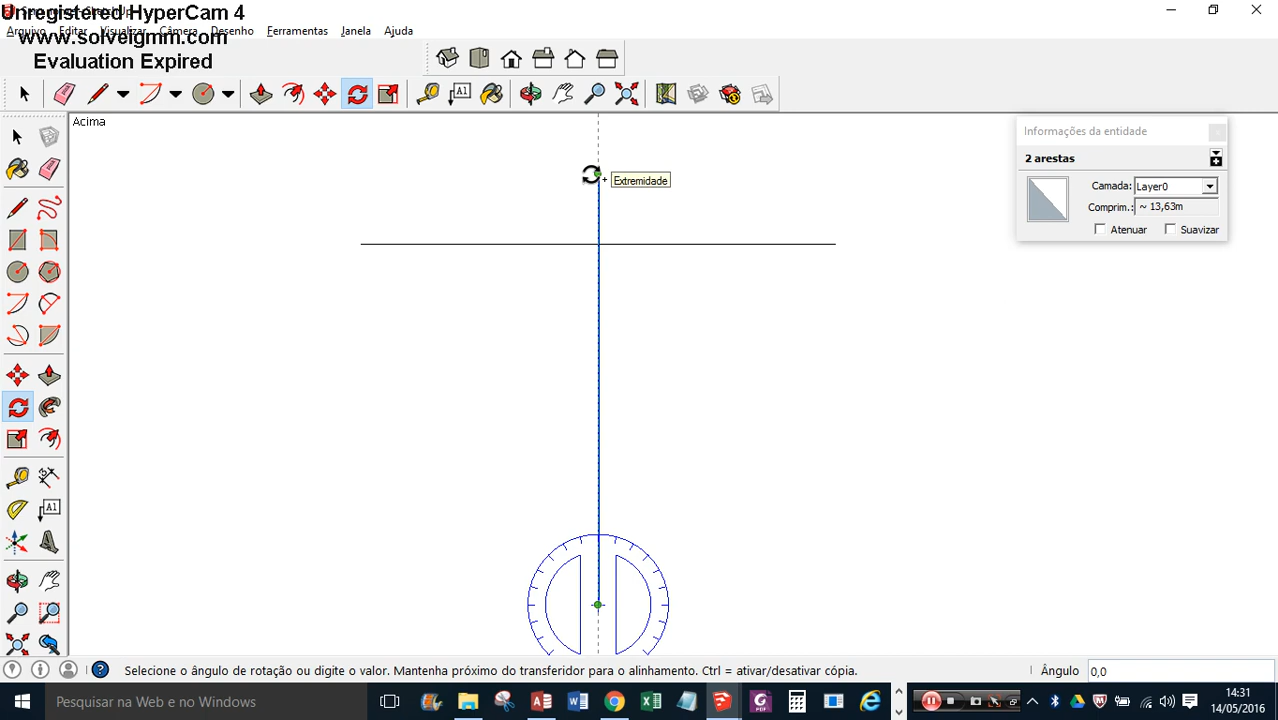 Unregistered HyperCam 4
Arquivo Editar Visualizar Câmera Desenho Ferramentas Janela Ajuda
www.solveigmm.com
Evaluation Expired
A1
Acima
Informações da entidade
2 arestas
Camada: Layer0
Comprim.: ~ 13,63m
Atenuar Suavizar
Extremidade
A1
Selecione o ângulo de rotação ou digite o valor. Mantenha próximo do transferidor para o alinhamento. Ctrl = ativar/desativar cópia.
Ângulo 0,0
Pesquisar na Web e no Windows
14:31
14/05/2016